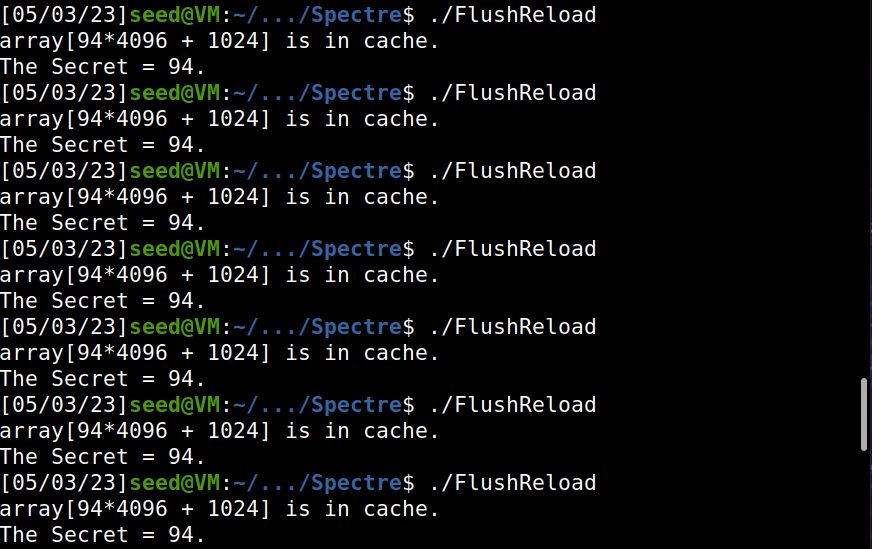 [05/03/23]seed@VM:~/.../Spectre$ ./FlushReload
array[94*4096 + 1024] is in cache.
The Secret = 94.
[05/03/23]seed@VM:~/.../Spectre$ ./FlushReload
array[94*4096 + 1024] is in cache.
The Secret = 94.
[05/03/23]seed@VM:~/.../Spectre$ ./FlushReload
array[94*4096 + 1024] is in cache.
The Secret = 94.
[05/03/23]seed@VM:~/.../Spectre$ ./FlushReload
array[94*4096 + 1024] is in cache.
The Secret = 94.
[05/03/23]seed@VM:~/.../Spectre$ ./FlushReload
array[94*4096 + 1024] is in cache.
The Secret = 94.
[05/03/23]seed@VM:~/.../Spectre$ ./FlushReload
array[94*4096 + 1024] is in cache.
The Secret = 94.
[05/03/23]seed@VM:~/.../Spectre$ ./FlushReload
array[94*4096 + 1024] is in cache.
The Secret = 94.